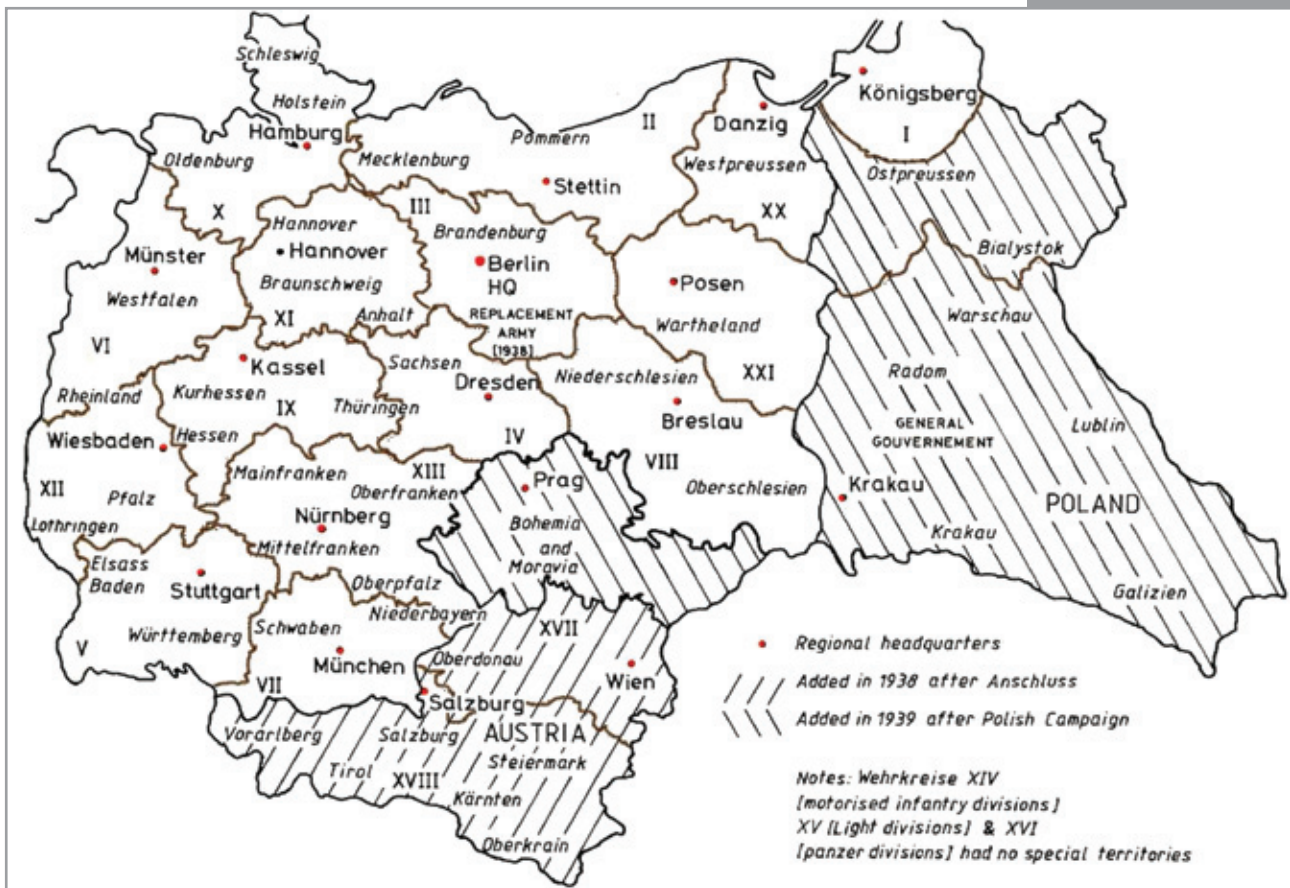 Schleswig
Holstein
Hamburg
Oldenburg
X
Mecklenburg
Pommern
II
Stettin
Danzig
Westpreussen
XX
Königsberg
I
Ostpreussen
Bialystok
Münster
Westfalen
VI
Rheinland
Hannover
Hannover
Braunschweig
XI
Anhalt
III
Brandenburg
Berlin
HQ
REPLACEMENT
ARMY
[1938]
Posen
Wartheland
XXI
Warschau
Radom
GENERAL
GOUVERNEMENT
Lublin
POLAND
Krakau
Krakau
Galizien
Kassel
Kurhessen
IX
Hessen
Thüringen
Sachsen
Dresden
IV
Niederschlesien
Breslau
VIII
Oberschlesien
Wiesbaden
XII
Pfalz
Lothringen
Mainfranken
XIII
Oberfranken
Nürnberg
Mittelfranken
Prag
Bohemia
and
Moravia
Elsass
Baden
Stuttgart
Württemberg
V
Oberpfalz
Niederbayern
Schwaben
München
VII
XVII
Oberdonau
Wien
Salzburg
Vorarlberg
Salzburg
AUSTRIA
Steiermark
Tirol
XVIII
Kärnten
Oberkrain
Regional headquarters
Added in 1938 after Anschluss
Added in 1939 after Polish Campaign
Notes: Wehrkreise XIV
[motorised infantry divisions]
XV [Light divisions] & XVI
[panzer divisions] had no special territories